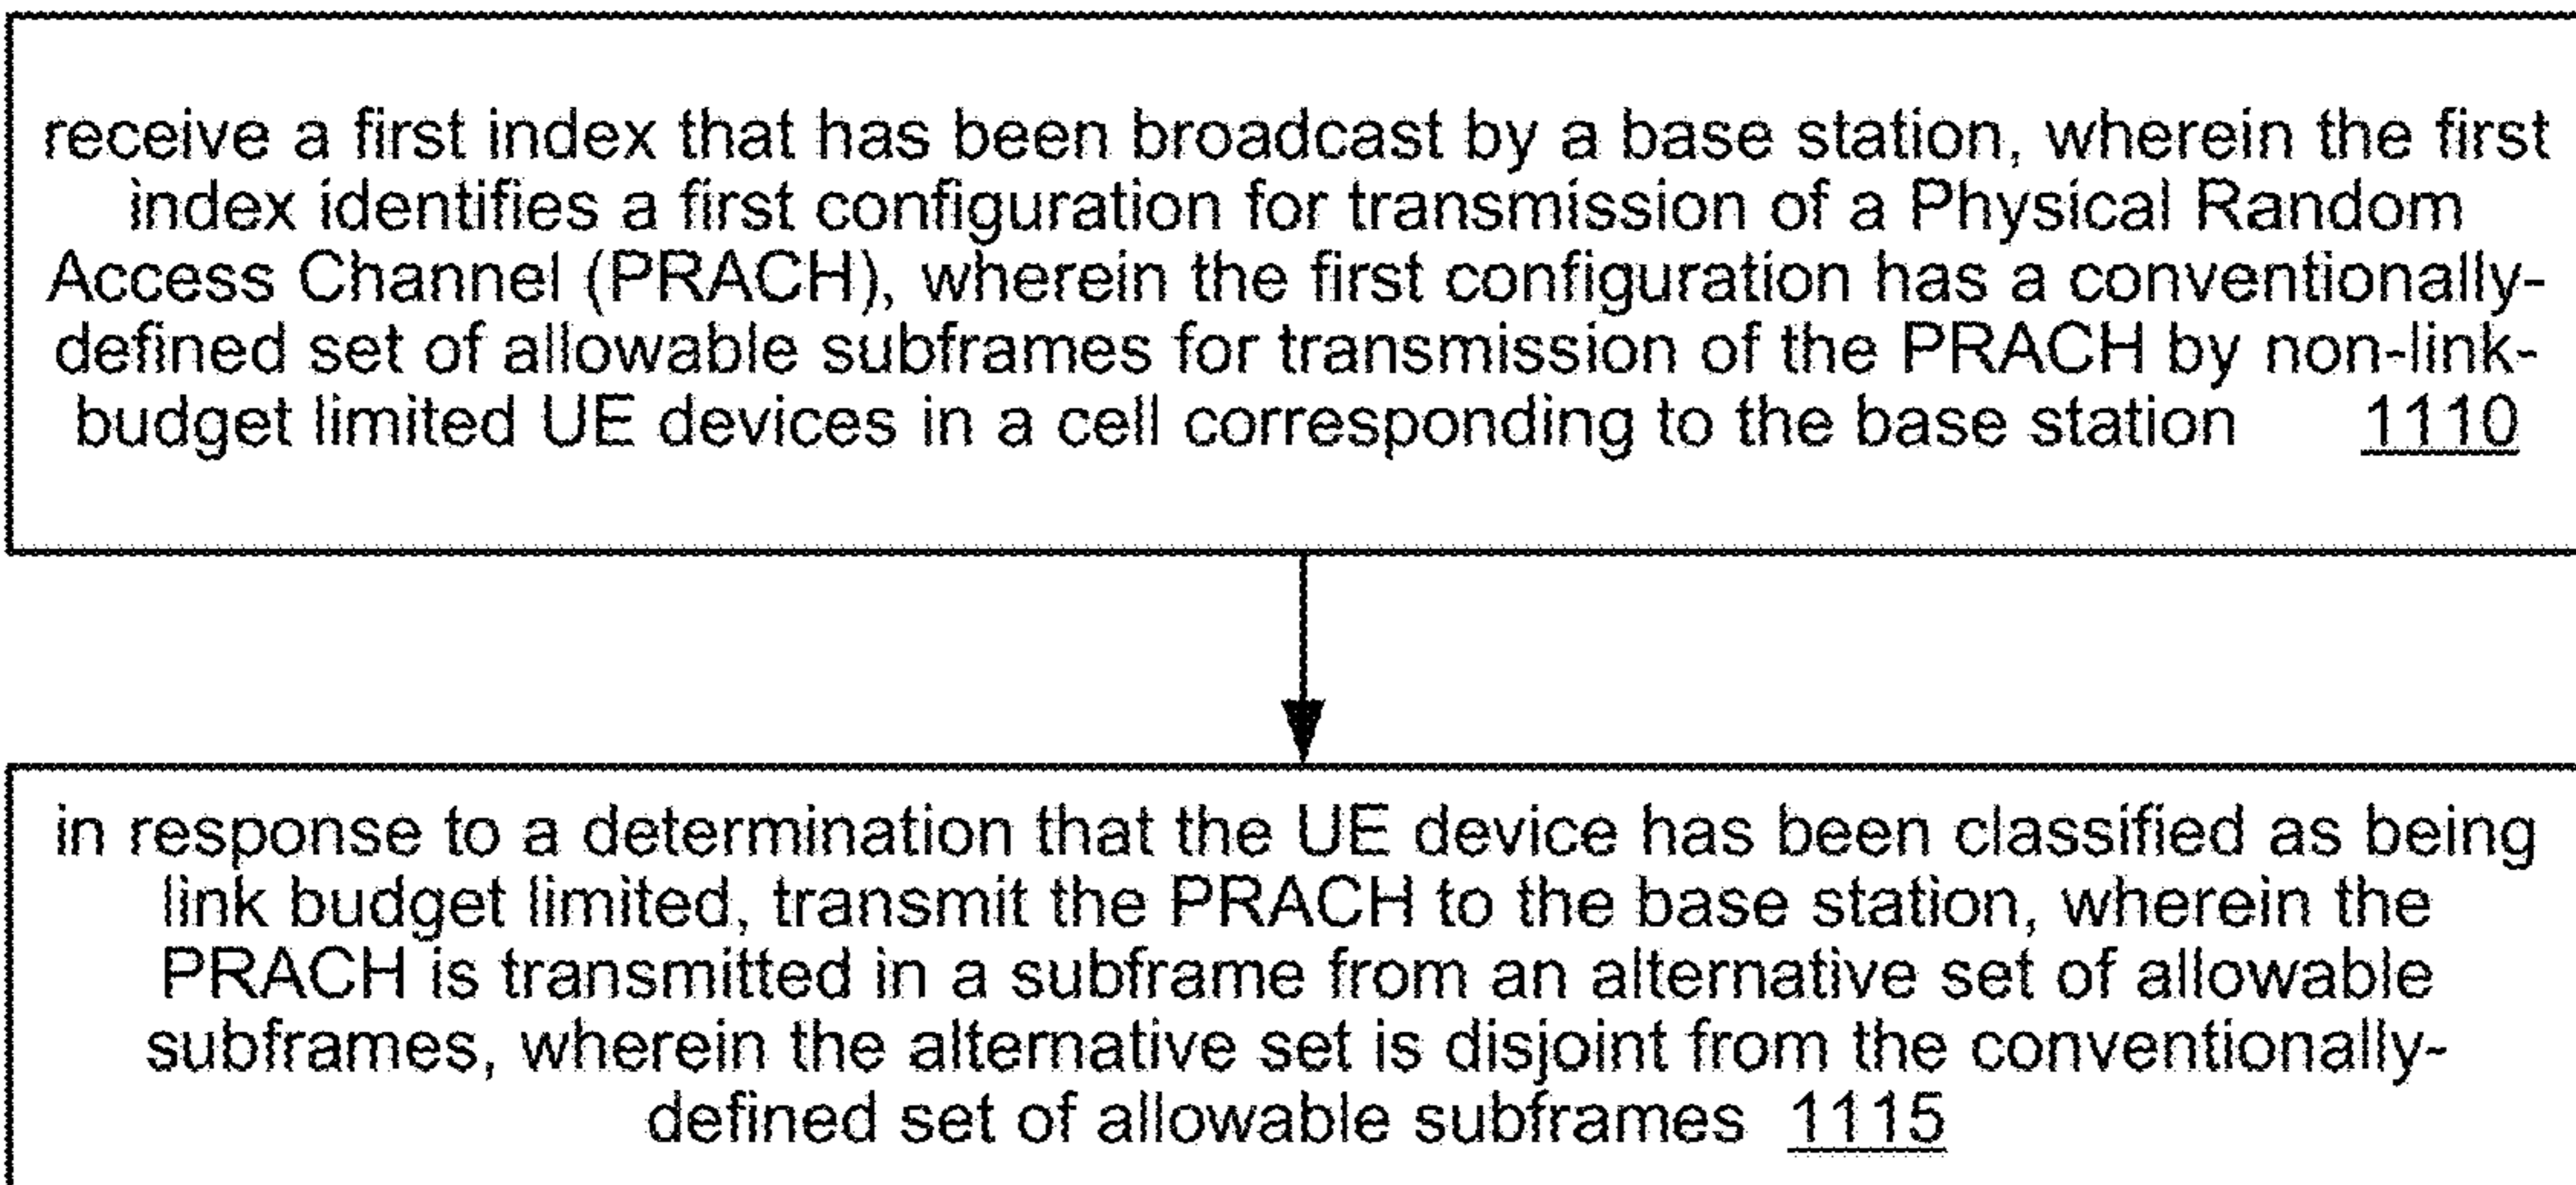 receive a first index that has been broadcast by a base station, wherein the first
index identifies a first configuration for transmission of a Physical Random
Access Channel (PRACH), wherein the first configuration has a conventionally-
defined set of allowable subframes for transmission of the PRACH by non-link-
budget limited UE devices in a cell corresponding to the base station 1110
in response to a determination that the UE device has been classified as being
link budget limited, transmit the PRACH to the base station, wherein the
PRACH is transmitted in a subframe from an alternative set of allowable
subframes, wherein the alternative set is disjoint from the conventionally-
defined set of allowable subframes 1115